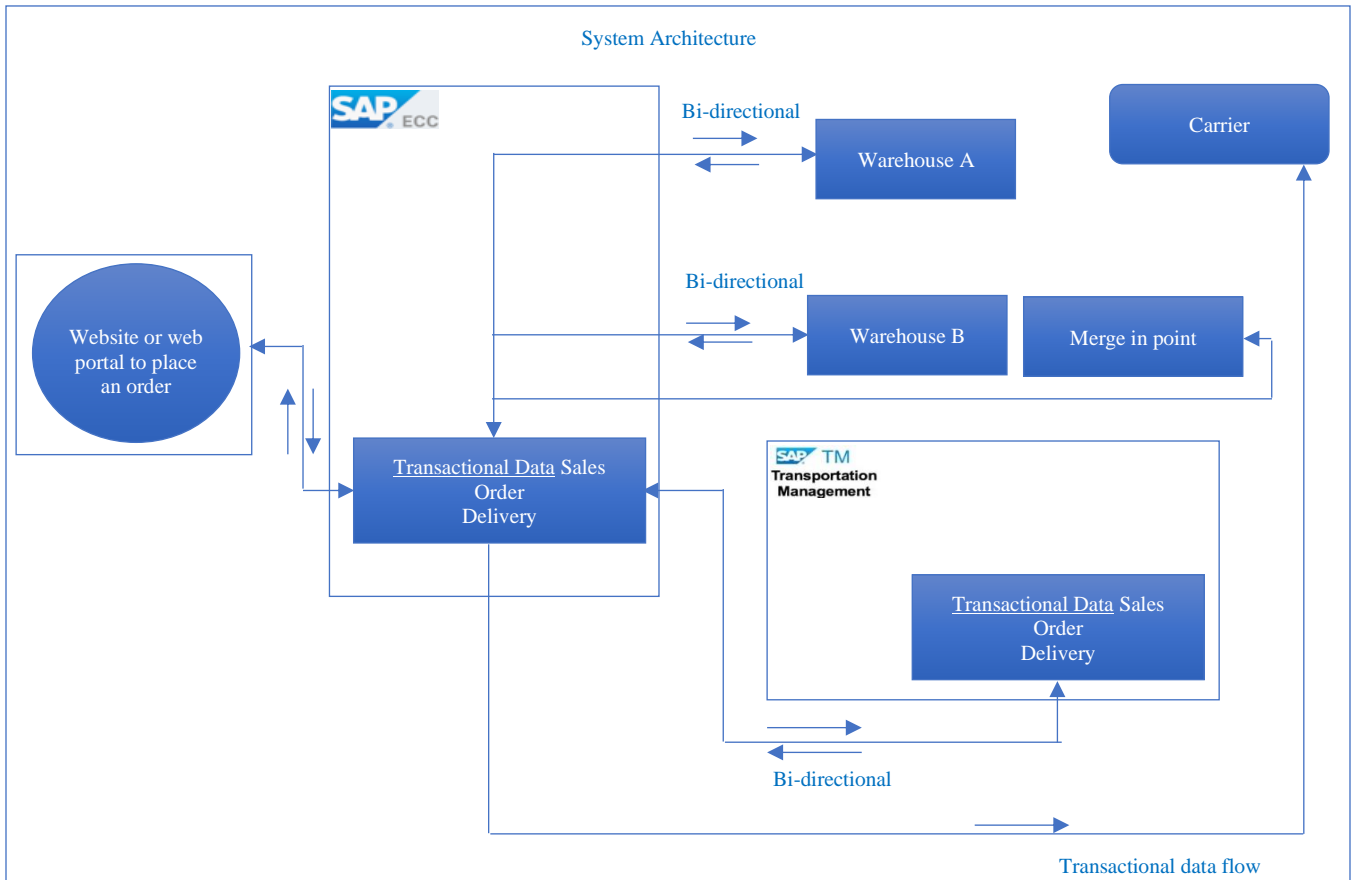 System Architecture
SAP ECC
Bi-directional
Warehouse A
Carrier
Bi-directional
Website or web
portal to place
an order
Warehouse B
Merge in point
Transactional Data Sales
Order
Delivery
SAP TM
Transportation
Management
Transactional Data Sales
Order
Delivery
Bi-directional
Transactional data flow